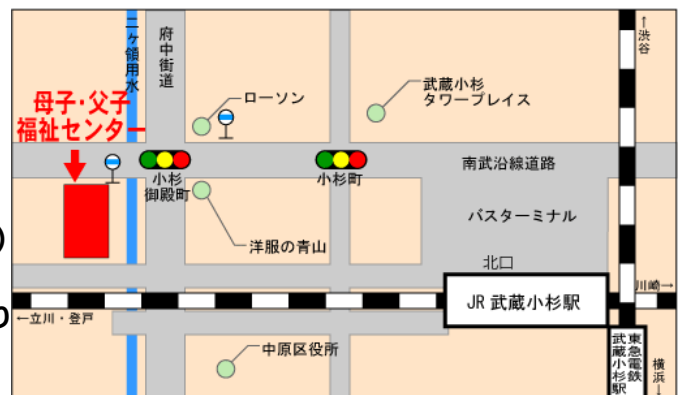 二ヶ領用水
府中街道
↑渋谷
母子・父子
福祉センター
ローソン
武蔵小杉
タワープレイス
小杉
御殿町
小杉町
南武沿線道路
バスターミナル
洋服の青山
)
北口
JR 武蔵小杉駅
川崎→
←立川・登戸
中原区役所
東急電鉄
武蔵小杉駅
横浜↓